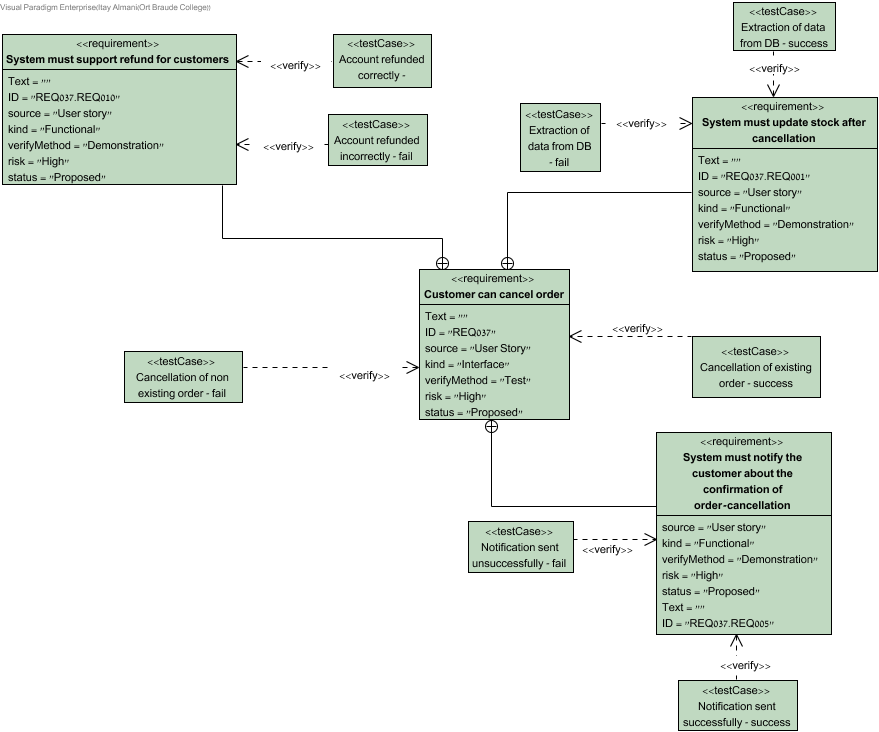 Visual Paradigm Enterprise(Itay Almani(Ort Braude College))
<<requirement>>
System must support refund for customers
Text = ""
ID = "REQ037.REQ010"
source = "User story"
kind = "Functional"
verifyMethod = "Demonstration"
risk = "High"
status = "Proposed"
<<verify>>
<<testCase>>
Account refunded
correctly -
<<verify>>
<<testCase>>
Account refunded
incorrectly - fail
<<testCase>>
Extraction of data
from DB - success
<<verify>>
<<testCase>>
Extraction of
data from DB
- fail
<<verify>>
<<requirement>>
System must update stock after
cancellation
Text = ""
ID = "REQ037.REQ001"
source = "User story"
kind = "Functional"
verifyMethod = "Demonstration"
risk = "High"
status = "Proposed"
<<requirement>>
Customer can cancel order
Text = ""
ID = "REQ037"
source = "User Story"
kind = "Interface"
verifyMethod = "Test"
risk = "High"
status = "Proposed"
<<testCase>>
Cancellation of non
existing order - fail
<<verify>>
<<verify>>
<<testCase>>
Cancellation of existing
order - success
<<requirement>>
System must notify the
customer about the
confirmation of
order-cancellation
source = "User story"
kind = "Functional"
verifyMethod = "Demonstration"
risk = "High"
status = "Proposed"
Text = ""
ID = "REQ037.REQ005"
<<testCase>>
Notification sent
unsuccessfully - fail
<<verify>>
<<verify>>
<<testCase>>
Notification sent
successfully - success